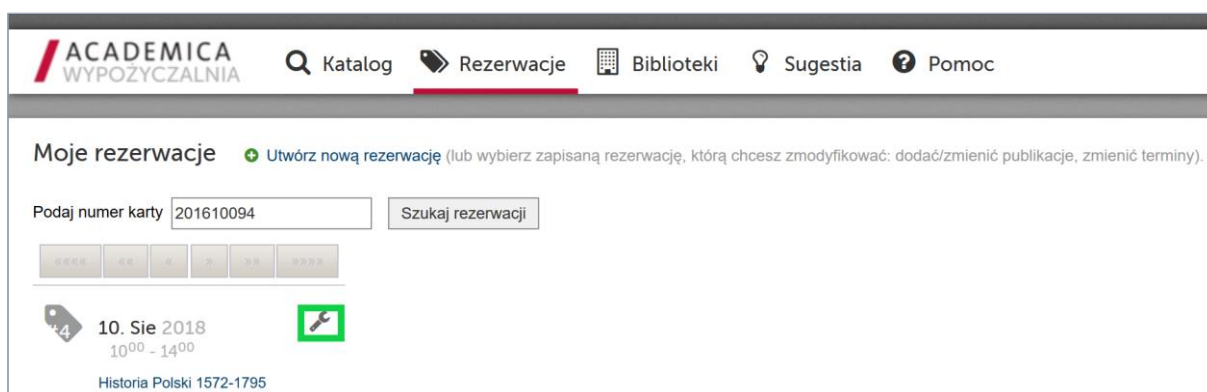 ACADEMICA
WYPOŻYCZALNIA
Katalog Rezerwacje Biblioteki Sugestia Pomoc
Moje rezerwacje Utwórz nową rezerwację (lub wybierz zapisaną rezerwację, którą chcesz zmodyfikować: dodać/zmienić publikacje, zmienić terminy).
Podaj numer karty 201610094 Szukaj rezerwacji
«««« «« « » »» »»»»
#4 10. Sie 2018
10⁰⁰ - 14⁰⁰
Historia Polski 1572-1795